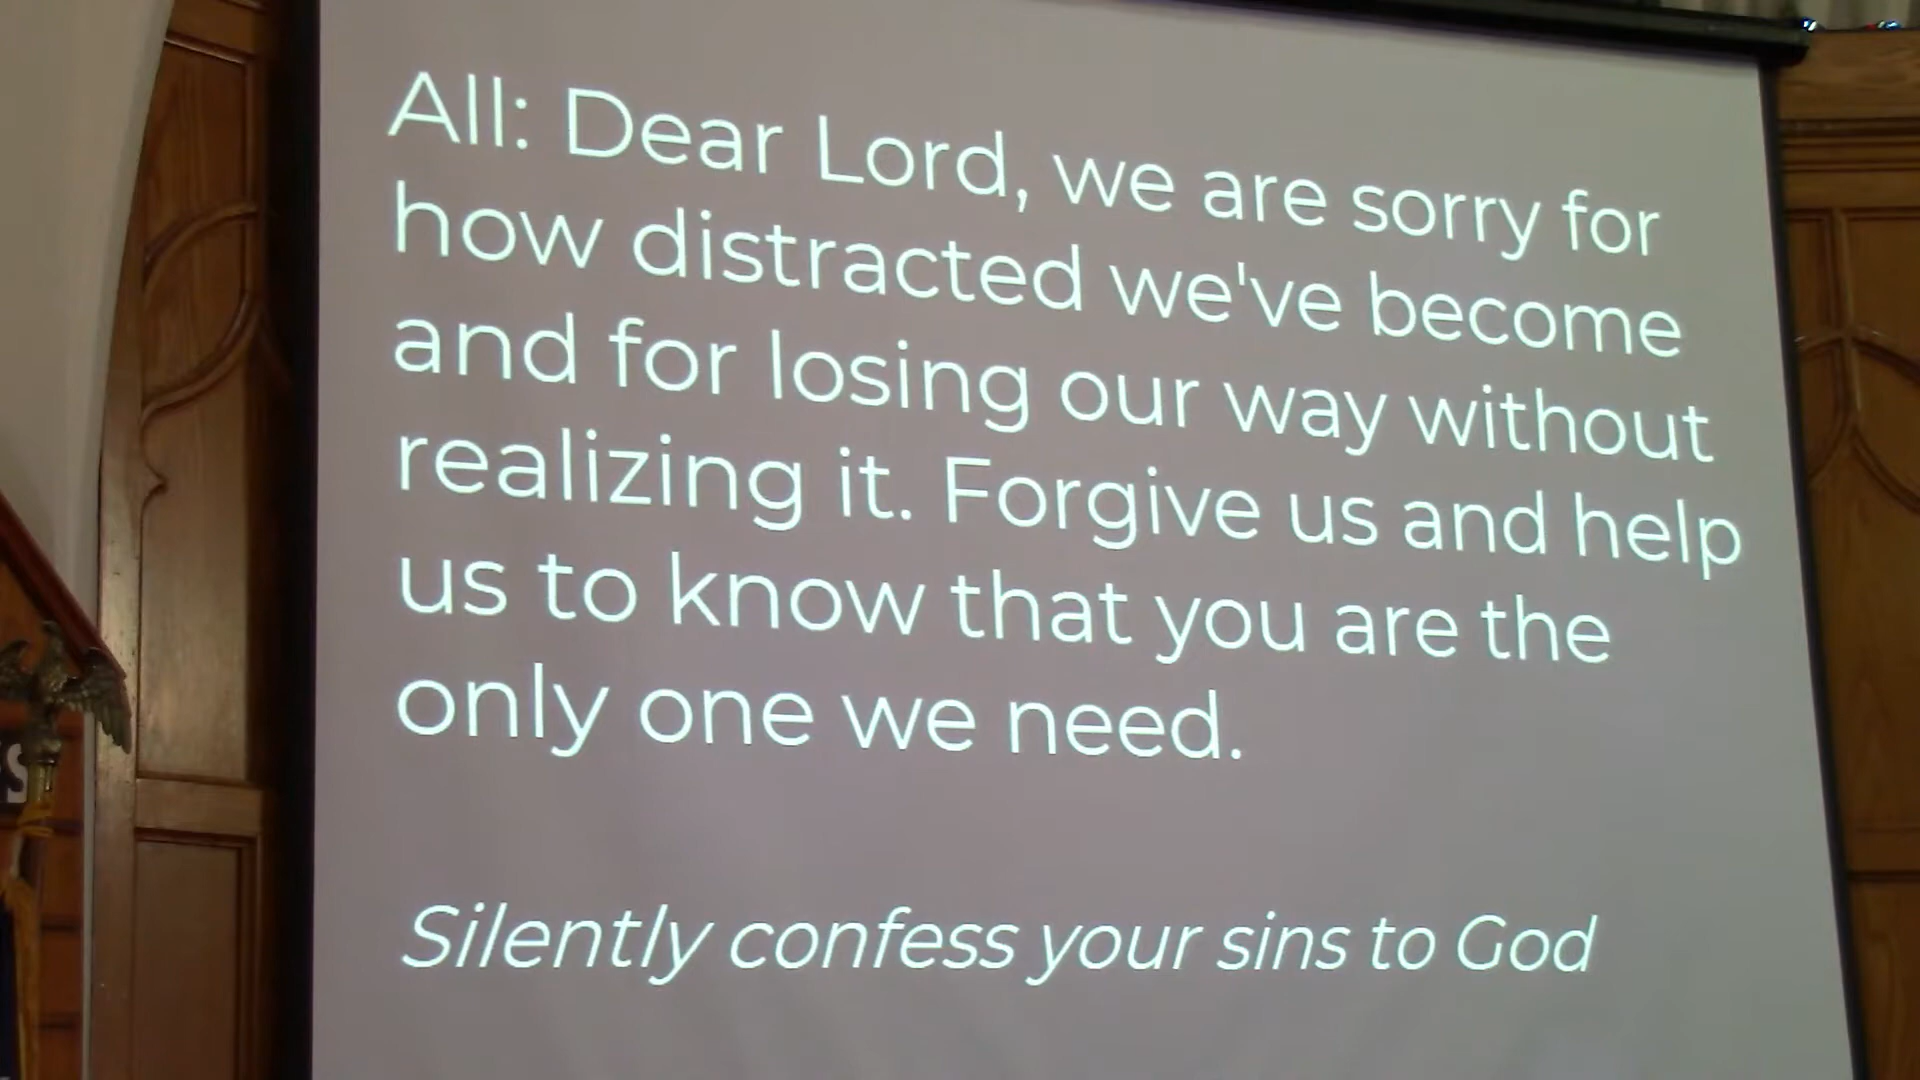 All: Dear Lord, we are sorry for
how distracted we've become
and for losing our way without
realizing it. Forgive us and help
us to know that you are the
only one we need.
Silently confess your sins to God